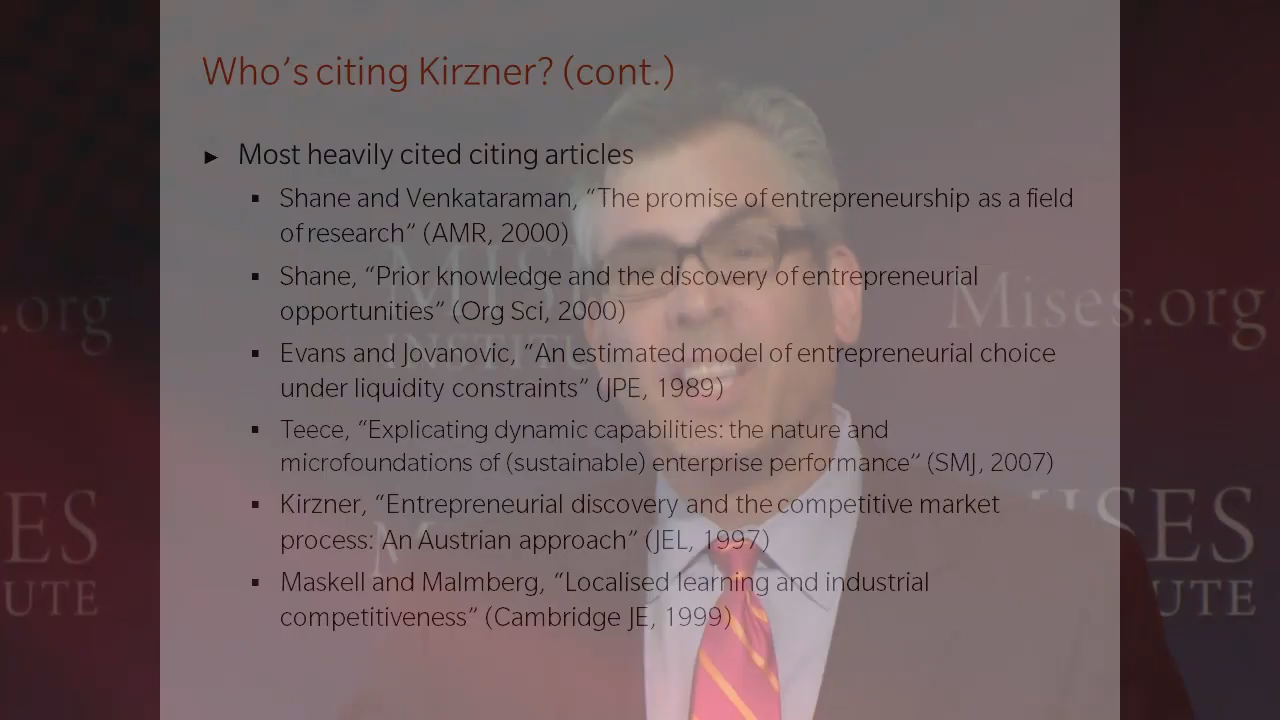 Who's citing Kirzner? (cont.)
► Most heavily cited citing articles
▪ Shane and Venkataraman, “The promise of entrepreneurship as a field
of research” (AMR, 2000)
▪ Shane, “Prior knowledge and the discovery of entrepreneurial
opportunities” (Org Sci, 2000)
▪ Evans and Jovanovic, “An estimated model of entrepreneurial choice
under liquidity constraints” (JPE, 1989)
▪ Teece, “Explicating dynamic capabilities: the nature and
microfoundations of (sustainable) enterprise performance” (SMJ, 2007)
▪ Kirzner, “Entrepreneurial discovery and the competitive market
process: An Austrian approach” (JEL, 1997)
▪ Maskell and Malmberg, “Localised learning and industrial
competitiveness” (Cambridge JE, 1999)
.org
MIS
INSTITU
Mises.org
ES
UTE
M
ISES
UTE